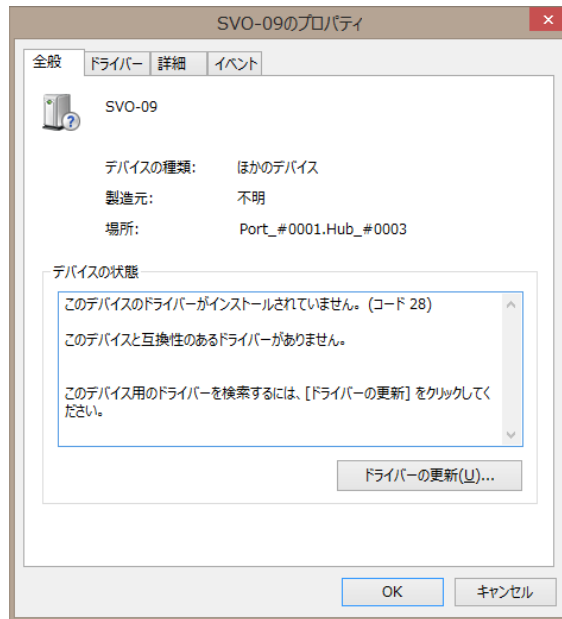 SVO-09のプロパティ
全般
ドライバー
詳細
イベント
SVO-09
デバイスの種類:
ほかのデバイス
製造元:
不明
場所:
Port_#0001.Hub_#0003
デバイスの状態
このデバイスのドライバーがインストールされていません。(コード 28)
このデバイスと互換性のあるドライバーがありません。
このデバイス用のドライバーを検索するには、[ドライバーの更新] をクリックしてく
ださい。
ドライバーの更新(U)...
OK
キャンセル